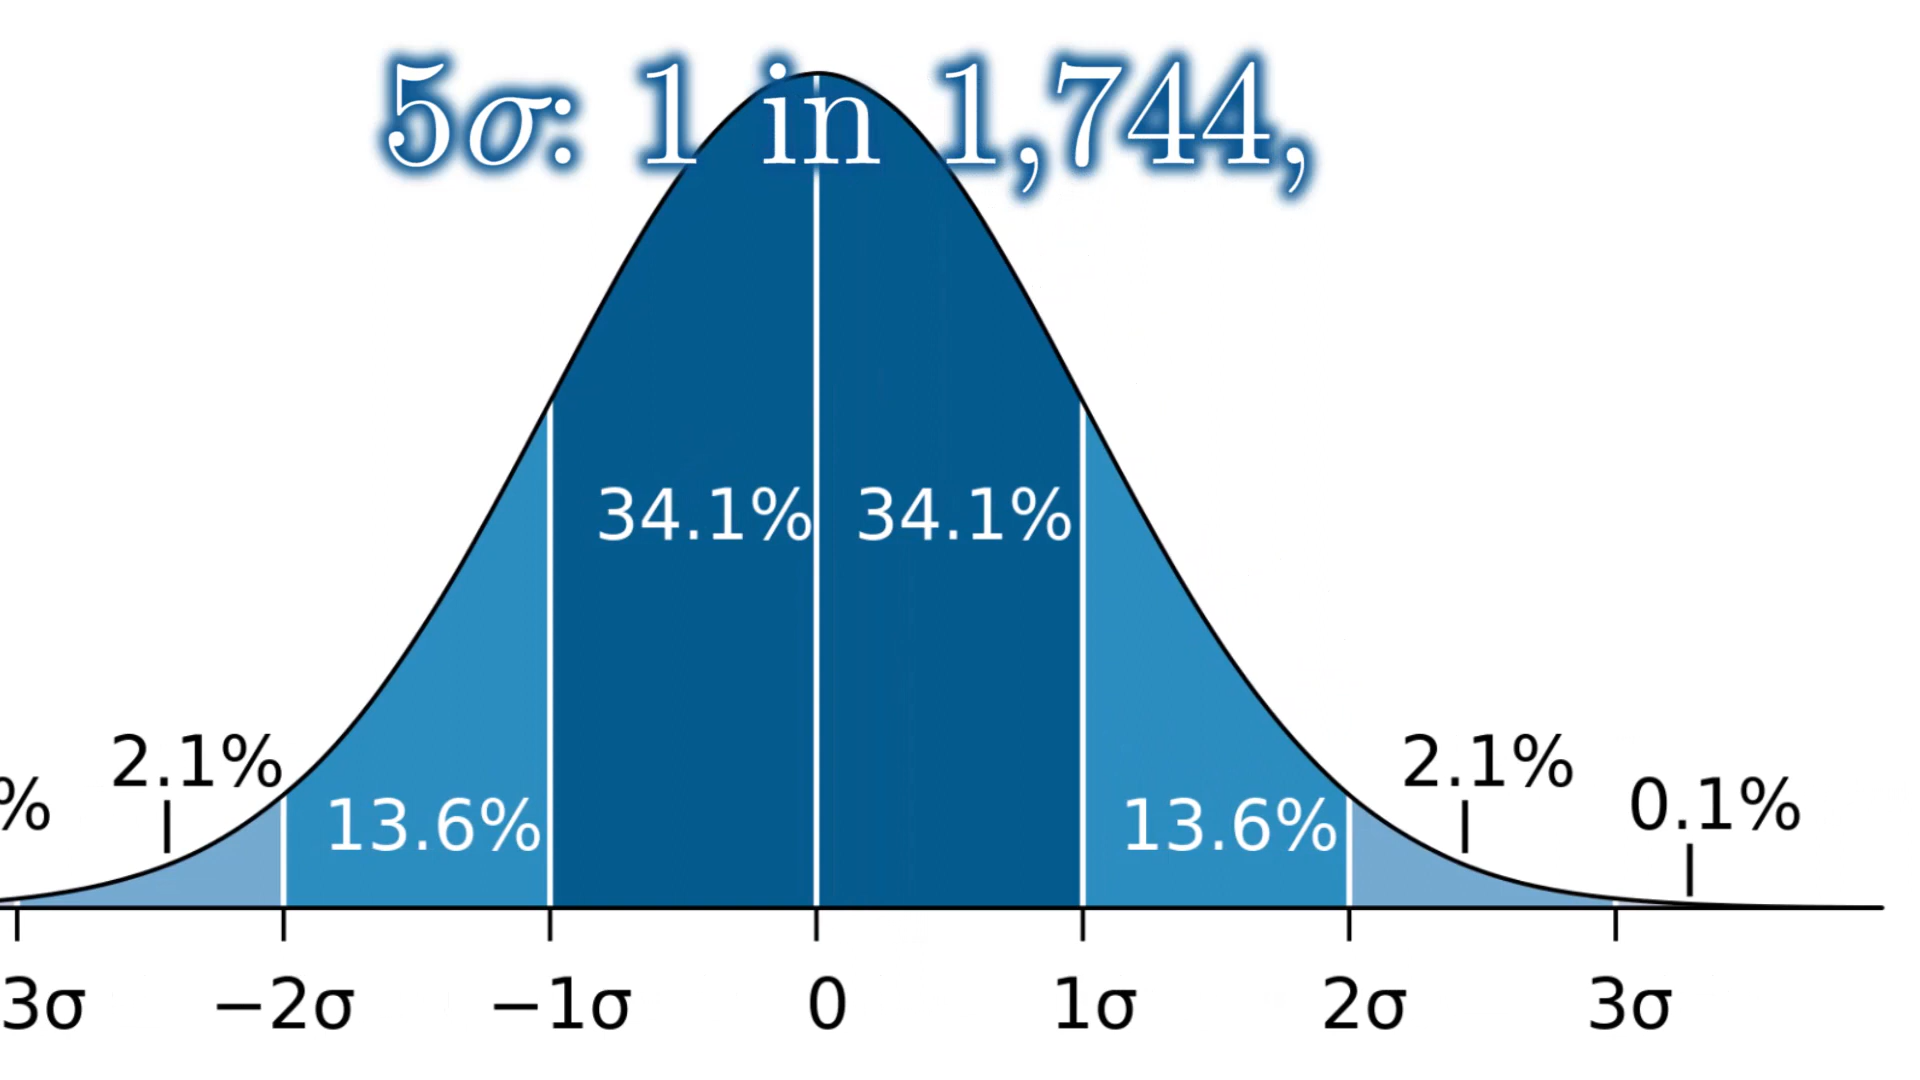 5σ: 1 in 1,744,
34.1% 34.1%
2.1% 2.1%
% 13.6% 13.6% 0.1%
3σ −2σ −1σ 0 1σ 2σ 3σ